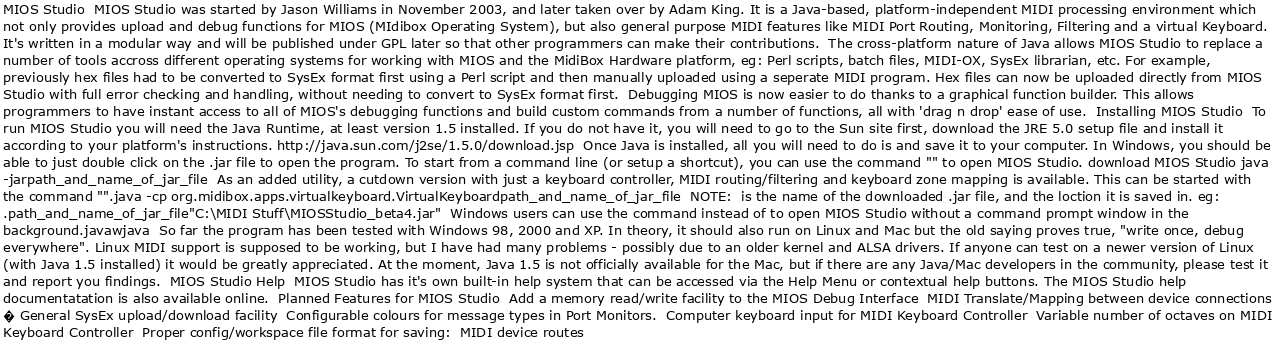 MIOS Studio  MIOS Studio was started by Jason Williams in November 2003, and later taken over by Adam King. It is a Java-based, platform-independent MIDI processing environment which
not only provides upload and debug functions for MIOS (MIdibox Operating System), but also general purpose MIDI features like MIDI Port Routing, Monitoring, Filtering and a virtual Keyboard.
It's written in a modular way and will be published under GPL later so that other programmers can make their contributions.  The cross-platform nature of Java allows MIOS Studio to replace a
number of tools accross different operating systems for working with MIOS and the MidiBox Hardware platform, eg: Perl scripts, batch files, MIDI-OX, SysEx librarian, etc. For example,
previously hex files had to be converted to SysEx format first using a Perl script and then manually uploaded using a seperate MIDI program. Hex files can now be uploaded directly from MIOS
Studio with full error checking and handling, without needing to convert to SysEx format first.  Debugging MIOS is now easier to do thanks to a graphical function builder. This allows
programmers to have instant access to all of MIOS's debugging functions and build custom commands from a number of functions, all with 'drag n drop' ease of use.  Installing MIOS Studio  To
run MIOS Studio you will need the Java Runtime, at least version 1.5 installed. If you do not have it, you will need to go to the Sun site first, download the JRE 5.0 setup file and install it
according to your platform's instructions. http://java.sun.com/j2se/1.5.0/download.jsp  Once Java is installed, all you will need to do is and save it to your computer. In Windows, you should be
able to just double click on the .jar file to open the program. To start from a command line (or setup a shortcut), you can use the command "" to open MIOS Studio. download MIOS Studio java
-jarpath_and_name_of_jar_file  As an added utility, a cutdown version with just a keyboard controller, MIDI routing/filtering and keyboard zone mapping is available. This can be started with
the command "".java -cp org.midibox.apps.virtualkeyboard.VirtualKeyboardpath_and_name_of_jar_file  NOTE:  is the name of the downloaded .jar file, and the loction it is saved in. eg:
.path_and_name_of_jar_file"C:\MIDI Stuff\MIOSStudio_beta4.jar"  Windows users can use the command instead of to open MIOS Studio without a command prompt window in the
background.javawjava  So far the program has been tested with Windows 98, 2000 and XP. In theory, it should also run on Linux and Mac but the old saying proves true, "write once, debug
everywhere". Linux MIDI support is supposed to be working, but I have had many problems - possibly due to an older kernel and ALSA drivers. If anyone can test on a newer version of Linux
(with Java 1.5 installed) it would be greatly appreciated. At the moment, Java 1.5 is not officially available for the Mac, but if there are any Java/Mac developers in the community, please test it
and report you findings.  MIOS Studio Help  MIOS Studio has it's own built-in help system that can be accessed via the Help Menu or contextual help buttons. The MIOS Studio help
documentatation is also available online.  Planned Features for MIOS Studio  Add a memory read/write facility to the MIOS Debug Interface  MIDI Translate/Mapping between device connections
� General SysEx upload/download facility  Configurable colours for message types in Port Monitors.  Computer keyboard input for MIDI Keyboard Controller  Variable number of octaves on MIDI
Keyboard Controller  Proper config/workspace file format for saving:  MIDI device routes